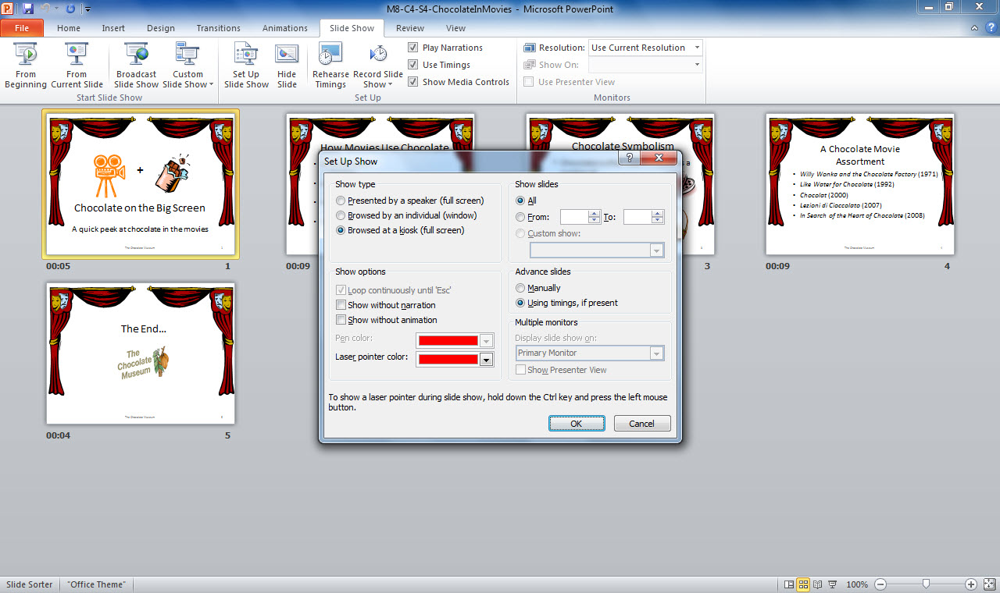 M8-C4-S4-ChocolateInMovies - Microsoft PowerPoint
File Home Insert Design Transitions Animations Slide Show Review View
From Beginning
From Current Slide
Broadcast Slide Show
Custom Slide Show
Start Slide Show
Set Up Slide Show
Hide Slide
Rehearse Timings
Record Slide Show
Play Narrations
Use Timings
Show Media Controls
Set Up
Resolution: Use Current Resolution
Show On:
Use Presenter View
Monitors
+
Chocolate on the Big Screen
A quick peek at chocolate in the movies
The Chocolate Museum
1
00:05 1
How Movies Use Chocolate
00:09
Chocolate Symbolism
a
3
A Chocolate Movie
Assortment
• Willy Wonka and the Chocolate Factory (1971)
• Like Water for Chocolate (1992)
• Chocolat (2000)
• Lezioni di Cioccolato (2007)
• In Search of the Heart of Chocolate (2008)
The Chocolate Museum
00:09 4
The End...
The
Chocolate
Museum
The Chocolate Museum
00:04 5
Set Up Show
?
Show type
Presented by a speaker (full screen)
Browsed by an individual (window)
Browsed at a kiosk (full screen)
Show slides
All
From: To:
Custom show:
Show options
Loop continuously until 'Esc'
Show without narration
Show without animation
Pen color:
Laser pointer color:
Advance slides
Manually
Using timings, if present
Multiple monitors
Display slide show on:
Primary Monitor
Show Presenter View
To show a laser pointer during slide show, hold down the Ctrl key and press the left mouse
button.
OK Cancel
Slide Sorter "Office Theme" 100%